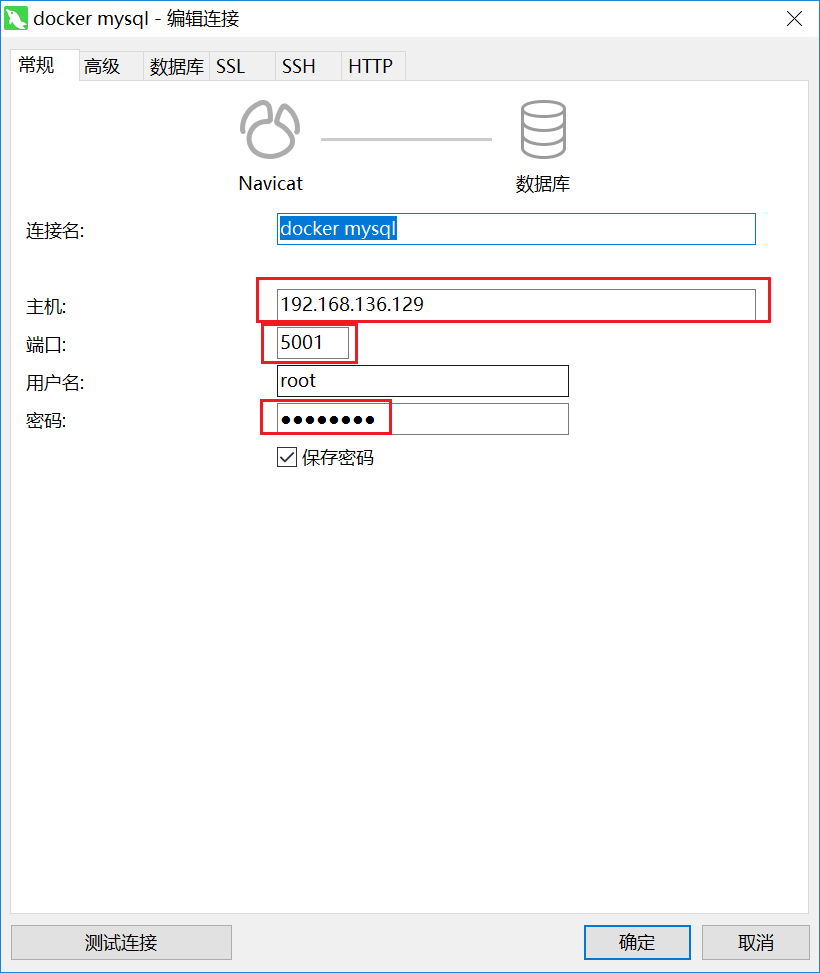 docker mysql - 编辑连接
常规 高级 数据库 SSL SSH HTTP
Navicat 数据库
连接名: docker mysql
主机: 192.168.136.129
端口: 5001
用户名: root
密码: ●●●●●●●●
保存密码
测试连接 确定 取消